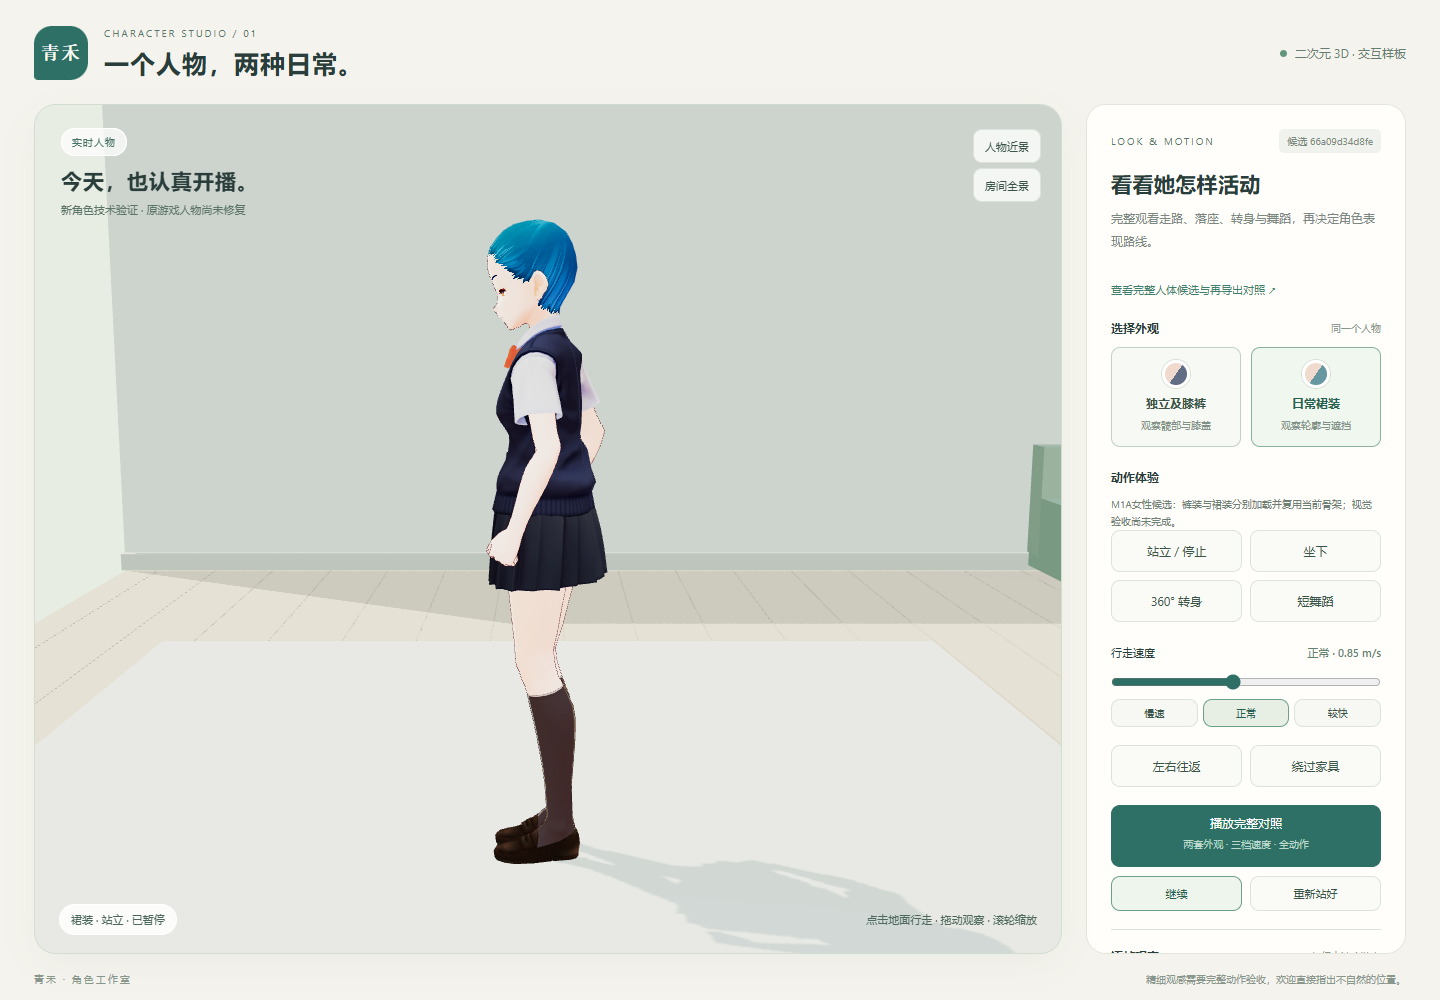 青禾
CHARACTER STUDIO / 01
一个人物，两种日常。
二次元 3D · 交互样板
实时人物
今天，也认真开播。
新角色技术验证 · 原游戏人物尚未修复
人物近景
房间全景
裙装 · 站立 · 已暂停
点击地面行走 · 拖动观察 · 滚轮缩放
LOOK & MOTION
候选 66a09d34d8fe
看看她怎样活动
完整观看走路、落座、转身与舞蹈，再决定角色表
现路线。
查看完整人体候选与再导出对照 ↗
选择外观
同一个人物
独立及膝裤
观察髋部与膝盖
日常裙装
观察轮廓与遮挡
动作体验
M1A女性候选：裤装与裙装分别加载并复用当前骨架；视觉
验收尚未完成。
站立 / 停止
坐下
360° 转身
短舞蹈
行走速度
正常 · 0.85 m/s
慢速
正常
较快
左右往返
绕过家具
播放完整对照
两套外观 · 三档速度 · 全动作
继续
重新站好
青禾 · 角色工作室
精细观感需要完整动作验收，欢迎直接指出不自然的位置。